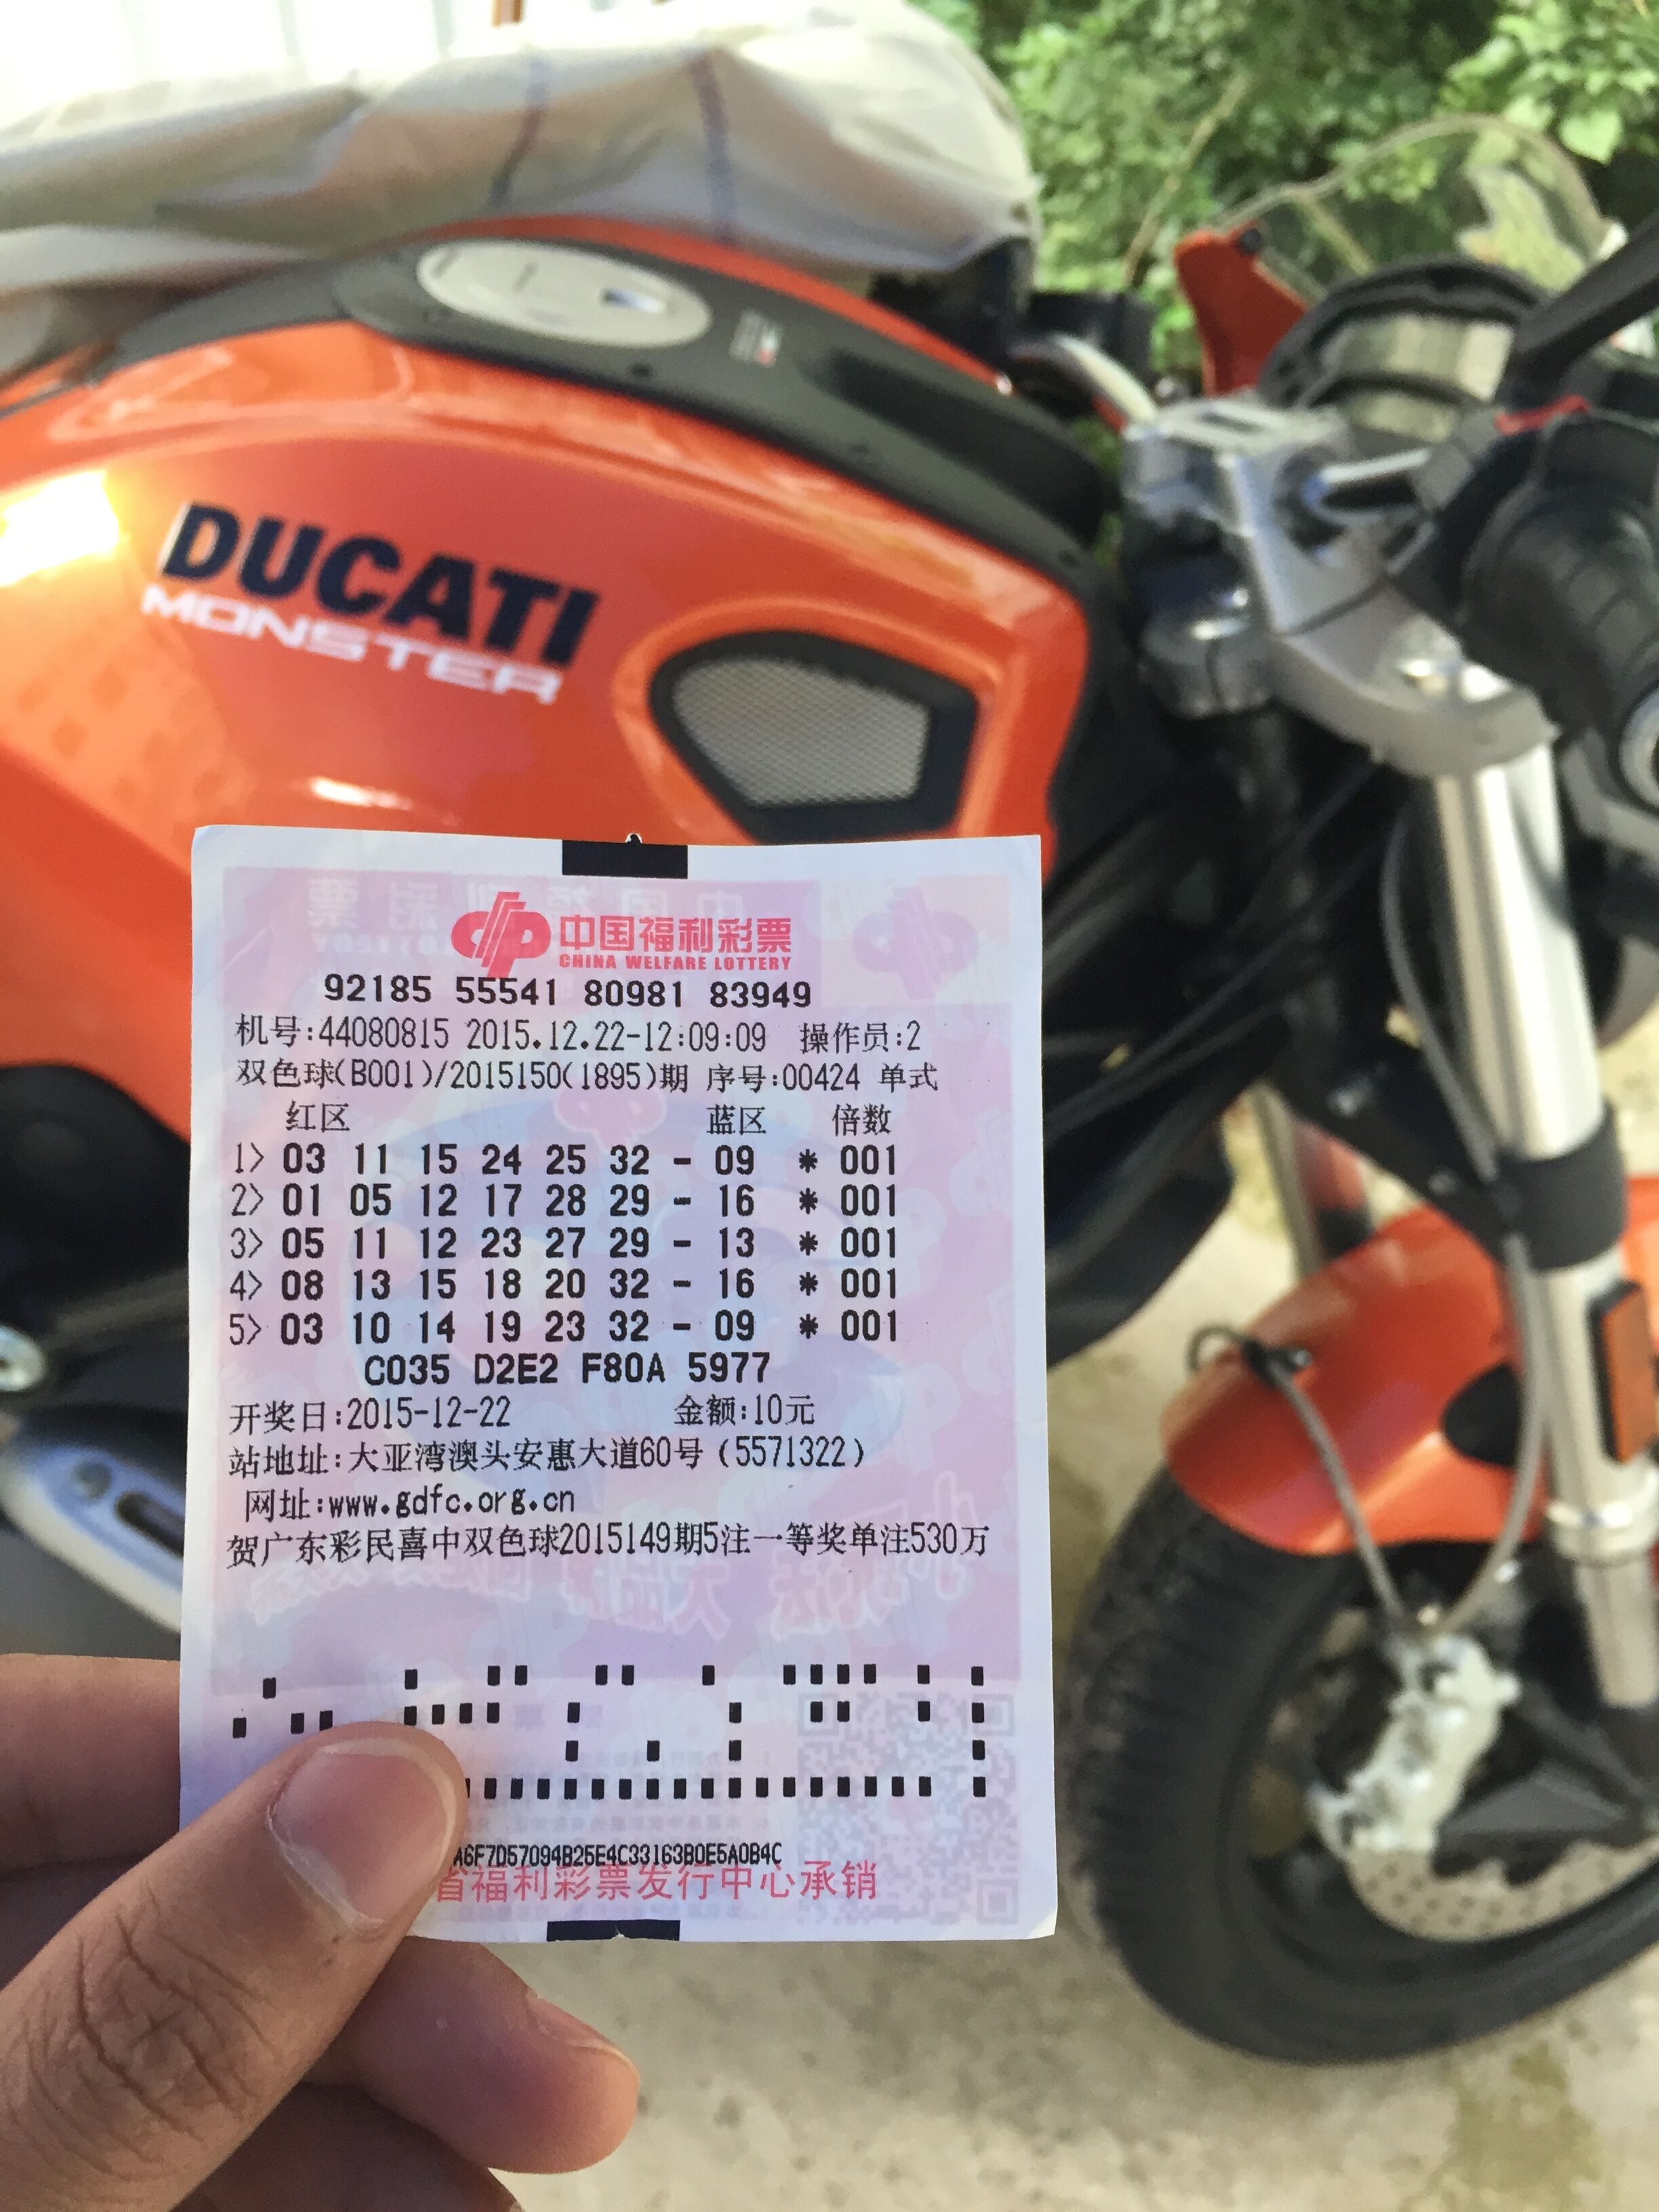 DUCATI
MONSTER
中国福利彩票
CHINA WELFARE LOTTERY
92185 55541 80981 83949
机号:44080815 2015.12.22-12:09:09 操作员:2
双色球(B001)/2015150(1895)期 序号:00424 单式
红区 蓝区 倍数
1> 03 11 15 24 25 32 - 09 * 001
2> 01 05 12 17 28 29 - 16 * 001
3> 05 11 12 23 27 29 - 13 * 001
4> 08 13 15 18 20 32 - 16 * 001
5> 03 10 14 19 23 32 - 09 * 001
C035 D2E2 F80A 5977
开奖日:2015-12-22 金额:10元
站地址:大亚湾澳头安惠大道60号(5571322)
网址:www.gdfc.org.cn
贺广东彩民喜中双色球2015149期5注一等奖单注530万
A6F7D57094B25E4C33163B0E5A0B4C
省福利彩票发行中心承销